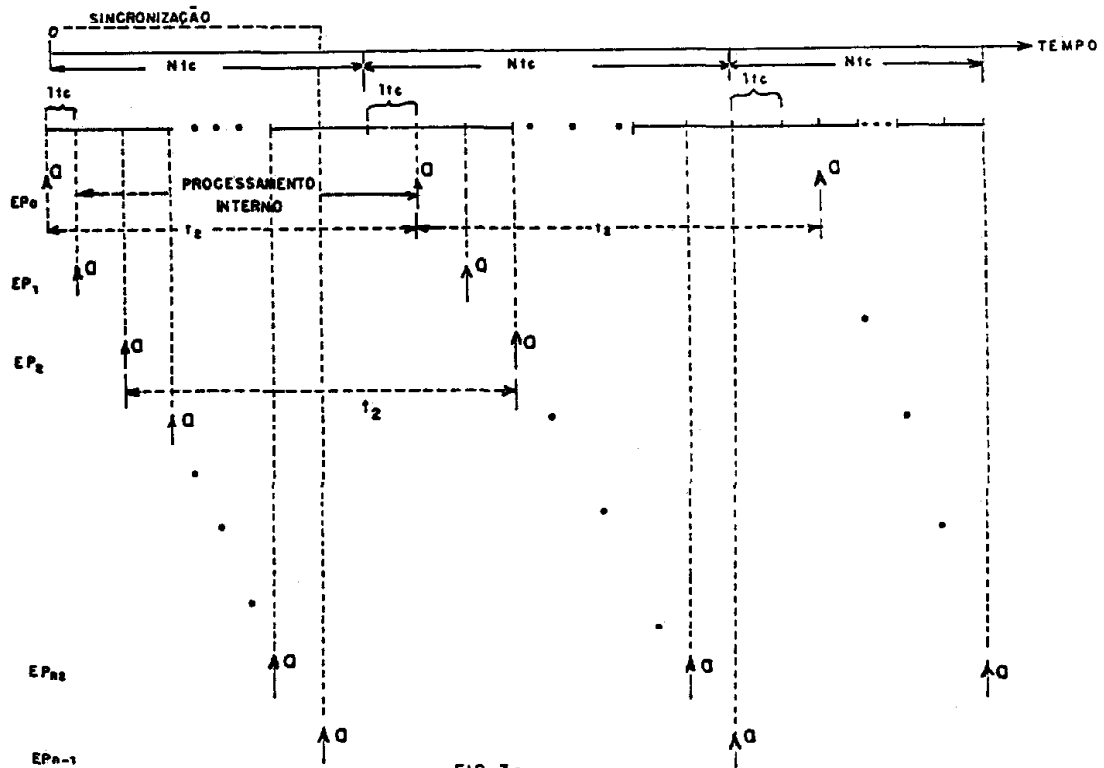 SINCRONIZAÇÃO
0
TEMPO
Ntc Ntc Ntc
1tc 1tc 1tc
a a a
PROCESSAMENTO
INTERNO
EP0
t2 t2
a a
EP1
a a
EP2
t2
a
a a a
EPn2
a a
EPn-1